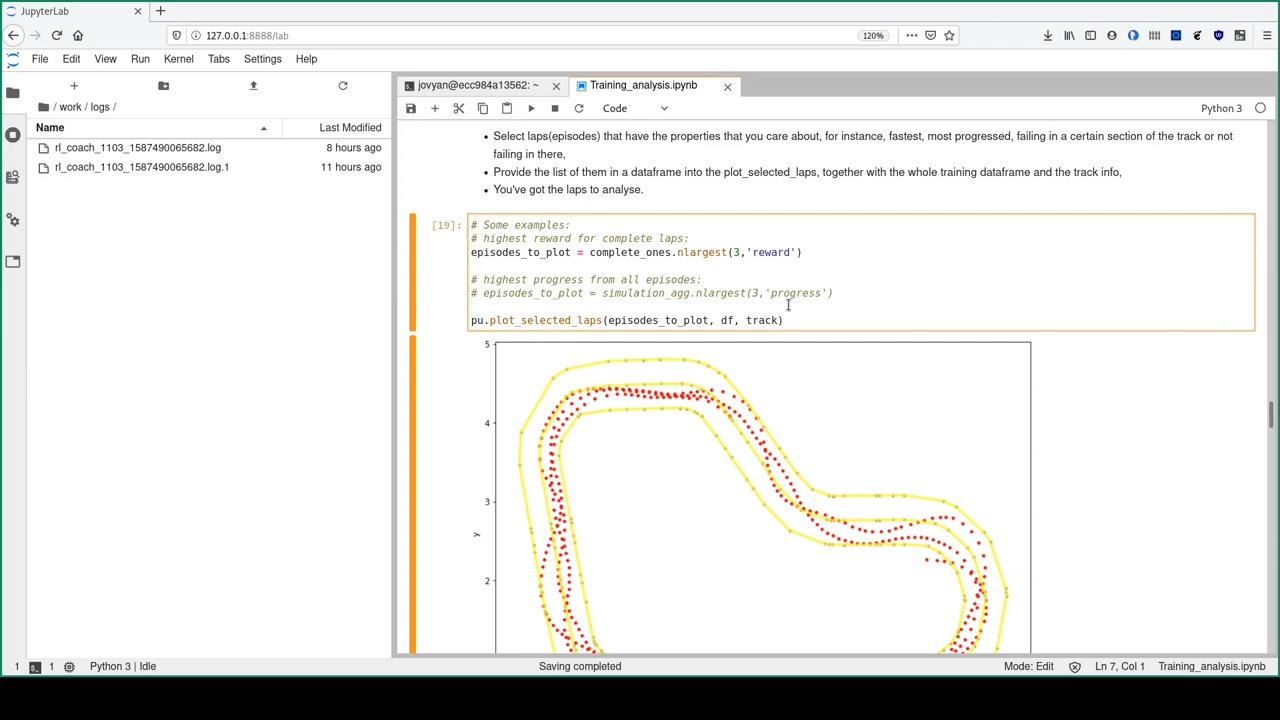 JupyterLab
127.0.0.1:8888/lab
120%
File Edit View Run Kernel Tabs Settings Help
jovyan@ecc984a13562: ~
Training_analysis.ipynb
/ work / logs /
Code
Python 3
Name
Last Modified
rl_coach_1103_1587490065682.log
8 hours ago
rl_coach_1103_1587490065682.log.1
11 hours ago
Select laps(episodes) that have the properties that you care about, for instance, fastest, most progressed, failing in a certain section of the track or not
failing in there,
Provide the list of them in a dataframe into the plot_selected_laps, together with the whole training dataframe and the track info,
You've got the laps to analyse.
[19]:
# Some examples:
# highest reward for complete laps:
episodes_to_plot = complete_ones.nlargest(3,'reward')
# highest progress from all episodes:
# episodes_to_plot = simulation_agg.nlargest(3,'progress')
pu.plot_selected_laps(episodes_to_plot, df, track)
5
4
3
y
2
1
1
Python 3 | Idle
Saving completed
Mode: Edit
Ln 7, Col 1
Training_analysis.ipynb